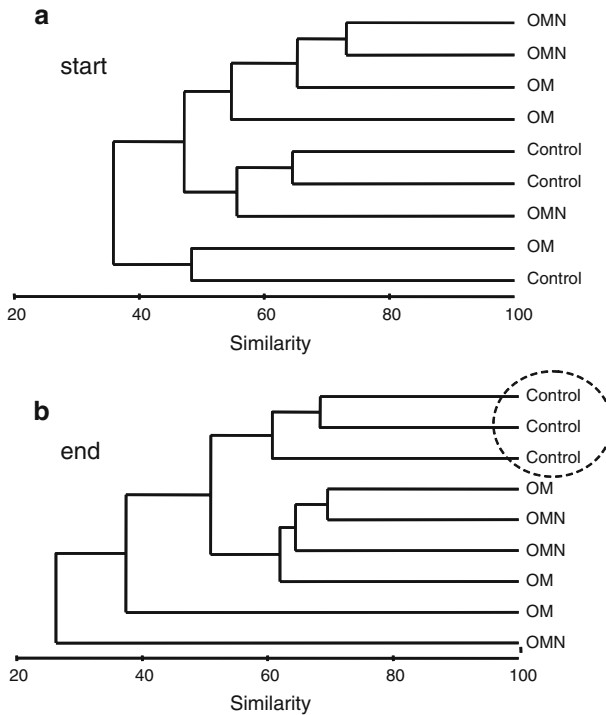 a
start
OMN
OMN
OM
OM
Control
Control
OMN
OM
Control
20 40 60 80 100
Similarity
b
end
Control
Control
Control
OM
OMN
OMN
OM
OM
OMN
20 40 60 80 100
Similarity